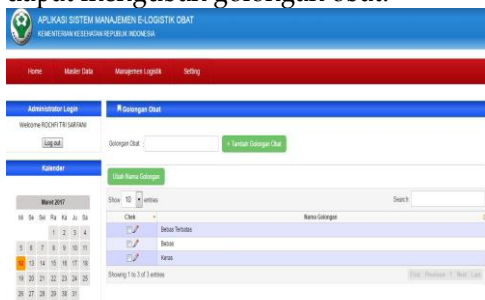 dapat mengubah golongan obat.
APLIKASI SISTEM MANAJEMEN E-LOGISTIK OBAT
KEMENTERIAN KESEHATAN REPUBLIK INDONESIA
Home Master Data Manajemen Logistik Setting
Administrator Login
Welcome ROCHFI TRI SARFANI
Log out
Kalender
Maret 2017
Mi Se Sel Ra Ka Ju Sa
1 2 3 4
5 6 7 8 9 10 11
12 13 14 15 16 17 18
19 20 21 22 23 24 25
26 27 28 29 30 31
Golongan Obat
Golongan Obat : + Tambah Golongan Obat
Ubah Nama Golongan
Show 10 entries Search:
Cek Nama Golongan
Bebas Terbatas
Bebas
Keras
Showing 1 to 3 of 3 entries First Previous 1 Next Last